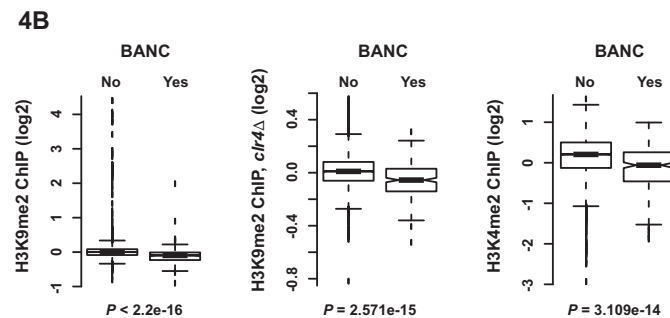 4B
BANC
No Yes
H3K9me2 ChIP (log2)
4
3
2
1
0
-1
P < 2.2e-16
BANC
No Yes
H3K9me2 ChIP, clr4Δ (log2)
0.4
0.0
-0.4
-0.8
P = 2.571e-15
BANC
No Yes
H3K4me2 ChIP (log2)
1
0
-1
-2
-3
P = 3.109e-14